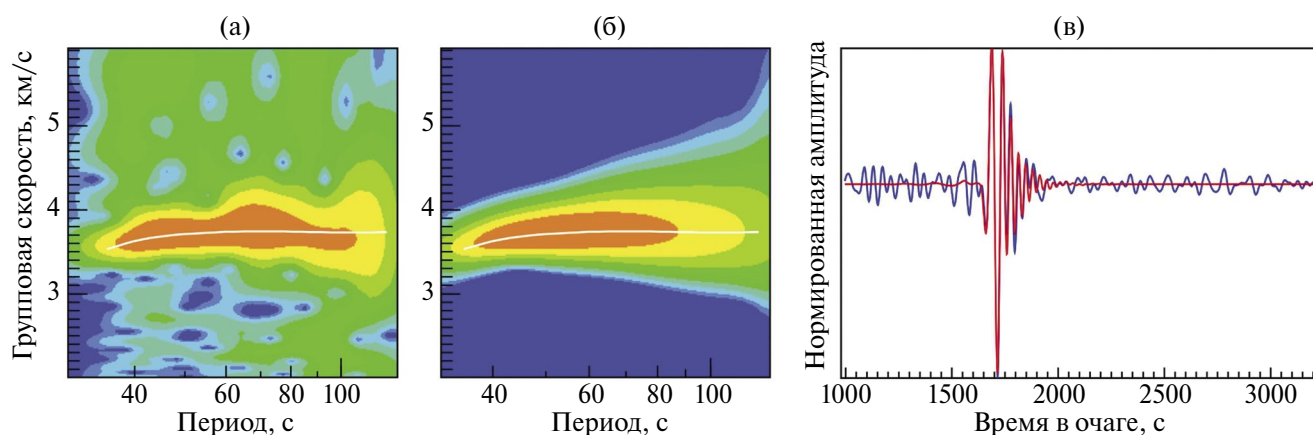 (а)
(б)
(в)
Групповая скорость, км/с
5
4
3
40
60
80
100
Период, с
5
4
3
40
60
80
100
Период, с
Нормированная амплитуда
1000
1500
2000
2500
3000
Время в очаге, с